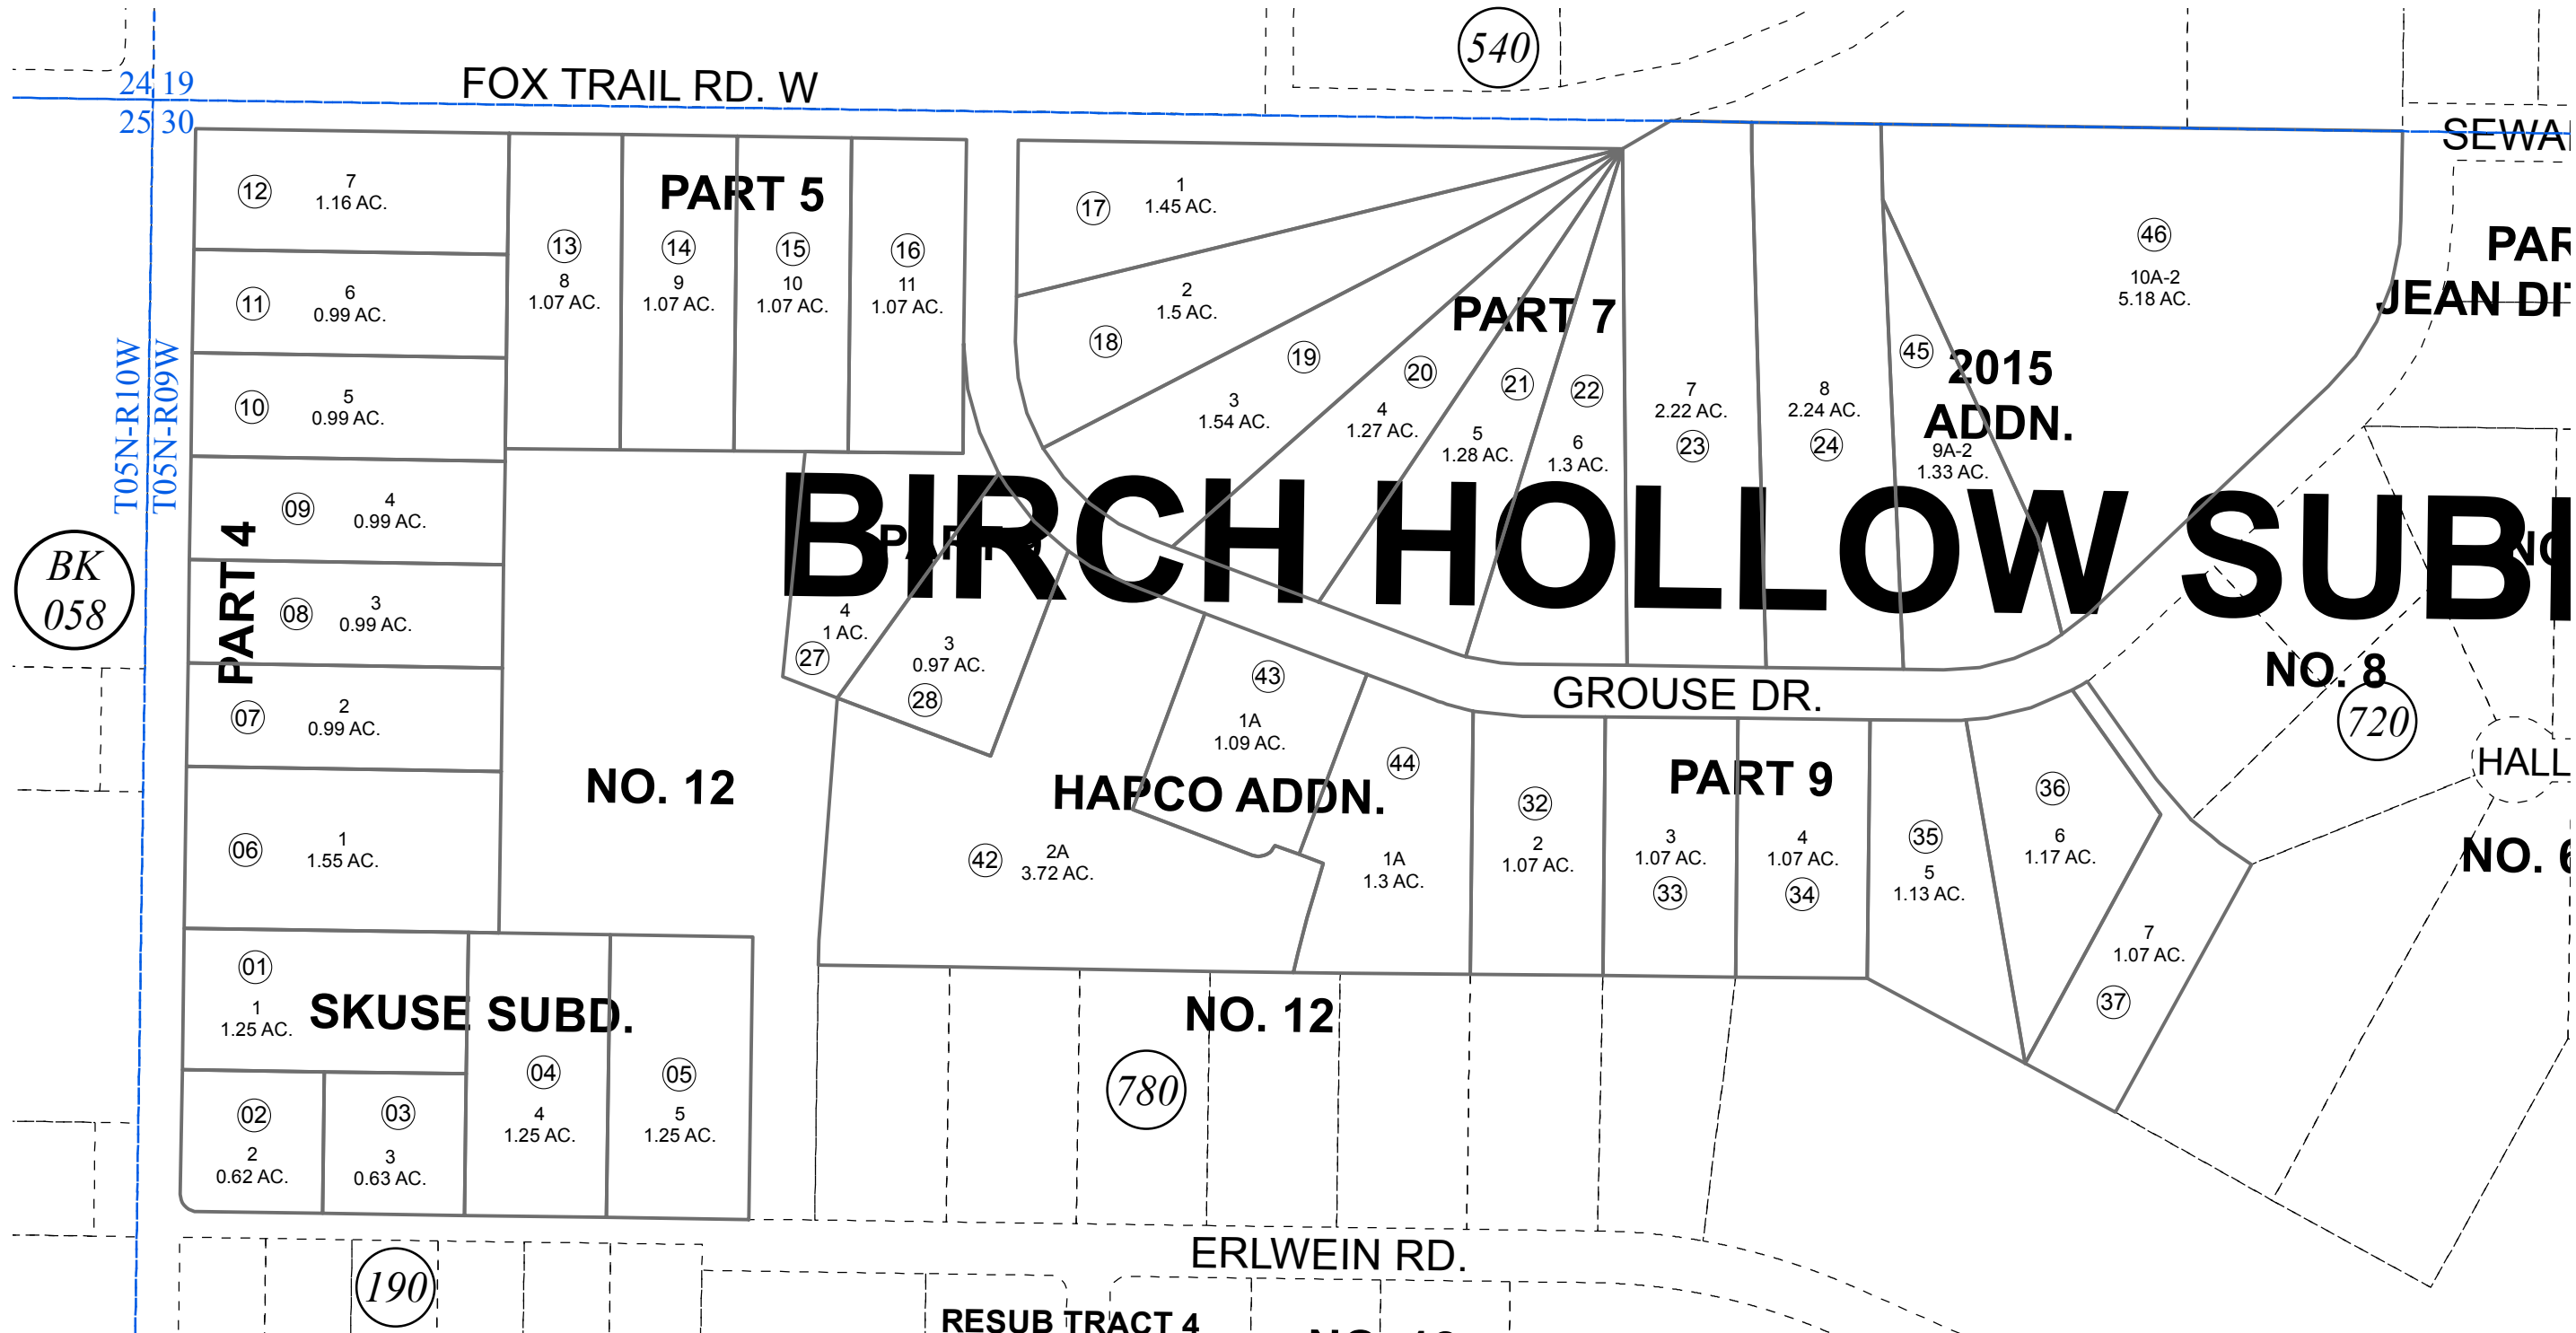 540
24 19
FOX TRAIL RD. W
25 30
12
7
1.16 AC.
PART 5
17
1
1.45 AC.
46
10A-2
5.18 AC.
13
8
1.07 AC.
14
9
1.07 AC.
15
10
1.07 AC.
16
11
1.07 AC.
11
6
0.99 AC.
18
2
1.5 AC.
PART 7
19
3
1.54 AC.
20
4
1.27 AC.
21
5
1.28 AC.
22
6
1.3 AC.
7
2.22 AC.
23
8
2.24 AC.
24
45
2015
ADDN.
9A-2
1.33 AC.
JEAN
T05N-R10W
T05N-R09W
10
5
0.99 AC.
09
4
0.99 AC.
PART 4
BK
058
BIRCH HOLLOW
08
3
0.99 AC.
4
1 AC.
27
3
0.97 AC.
28
07
2
0.99 AC.
43
1A
1.09 AC.
GROUSE DR.
NO. 8
720
NO. 12
HAPCO ADDN.
44
1A
1.3 AC.
32
2
1.07 AC.
PART 9
3
1.07 AC.
33
4
1.07 AC.
34
35
5
1.13 AC.
36
6
1.17 AC.
06
1
1.55 AC.
42
2A
3.72 AC.
7
1.07 AC.
37
01
1
1.25 AC.
SKUSE SUBD.
NO. 12
780
02
2
0.62 AC.
03
3
0.63 AC.
04
4
1.25 AC.
05
5
1.25 AC.
ERLWEIN RD.
190
RESUB TRACT 4